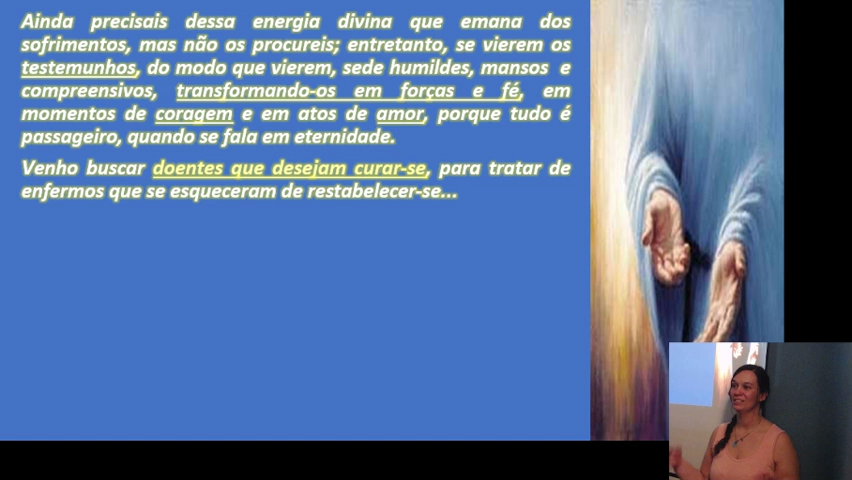 Ainda precisais dessa energia divina que emana dos
sofrimentos, mas não os procureis; entretanto, se vierem os
testemunhos, do modo que vierem, sede humildes, mansos e
compreensivos, transformando-os em forças e fé, em
momentos de coragem e em atos de amor, porque tudo é
passageiro, quando se fala em eternidade.
Venho buscar doentes que desejam curar-se, para tratar de
enfermos que se esqueceram de restabelecer-se...